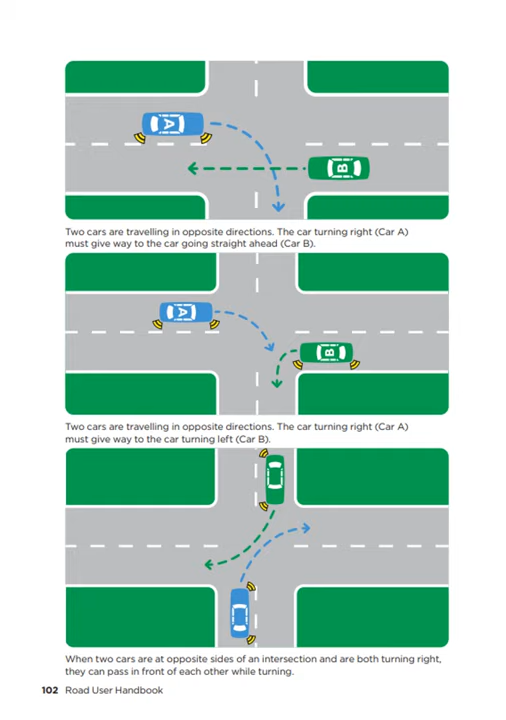 A
B
Two cars are travelling in opposite directions. The car turning right (Car A)
must give way to the car going straight ahead (Car B).
A
B
Two cars are travelling in opposite directions. The car turning right (Car A)
must give way to the car turning left (Car B).
When two cars are at opposite sides of an intersection and are both turning right,
they can pass in front of each other while turning.
102 Road User Handbook